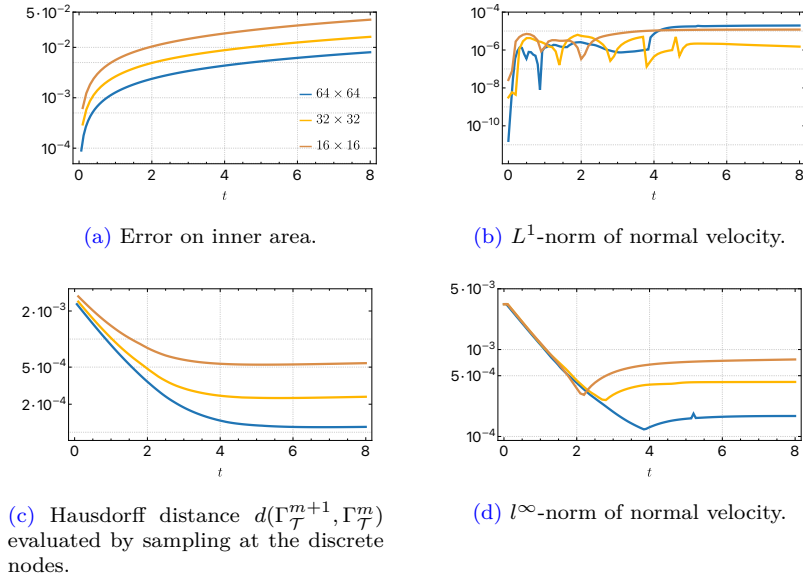 5·10⁻²
10⁻²
10⁻³
10⁻⁴
64 × 64
32 × 32
16 × 16
0 2 4 6 8
t
(a) Error on inner area.
10⁻⁴
10⁻⁶
10⁻⁸
10⁻¹⁰
0 2 4 6 8
t
(b) L¹-norm of normal velocity.
2·10⁻³
5·10⁻⁴
2·10⁻⁴
0 2 4 6 8
t
(c) Hausdorff distance d(Γ_𝒯^{m+1}, Γ_𝒯^m)
evaluated by sampling at the discrete
nodes.
5·10⁻³
10⁻³
5·10⁻⁴
10⁻⁴
0 2 4 6 8
t
(d) l^∞-norm of normal velocity.